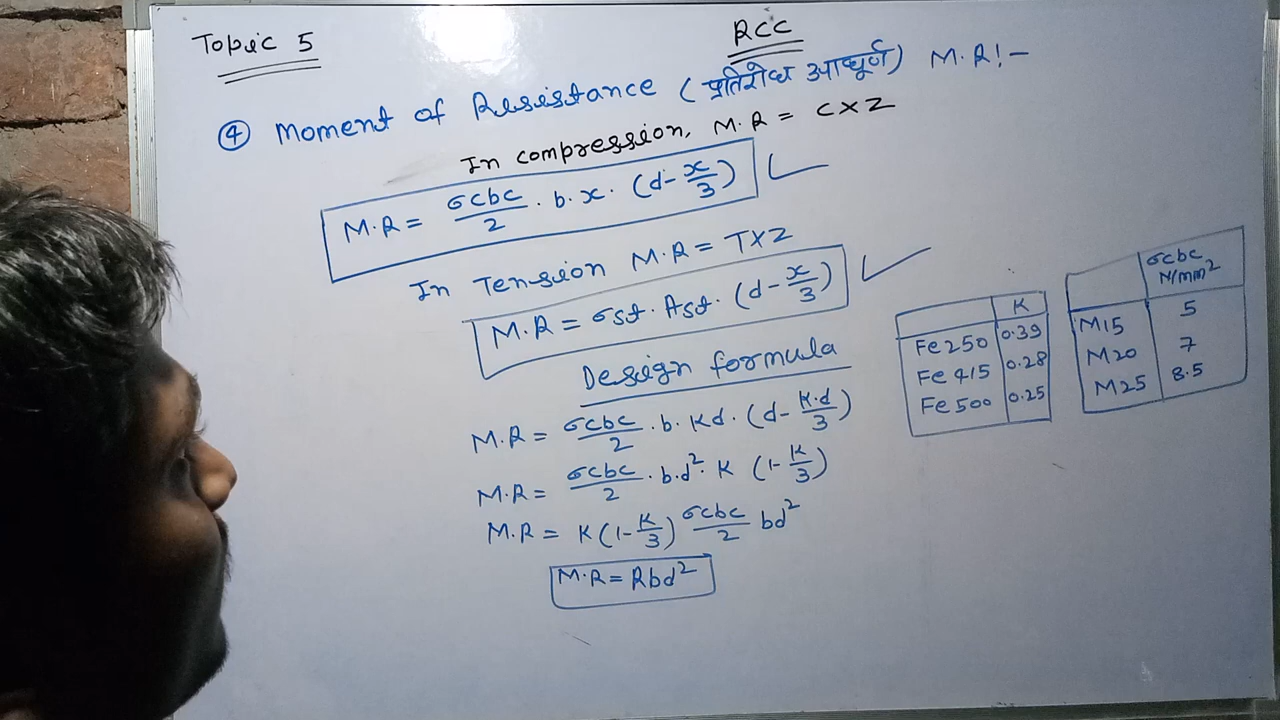 Topic 5
RCC
④ Moment of Resistance (प्रतिरोध आघूर्ण) M.R!-
In compression, M.R = C×Z
M.R = σcbc/2 . b.x. (d-x/3)
In Tension M.R = T×Z
M.R = σst. Ast. (d-x/3)
Design formula
M.R = σcbc/2 . b. Kd. (d-K.d/3)
M.R = σcbc/2 . b.d². K (1-K/3)
M.R = K(1-K/3) σcbc/2 bd²
M.R = Rbd²
K
Fe250 0.39
Fe 415 0.28
Fe500 0.25
σcbc
N/mm²
M15 5
M20 7
M25 8.5